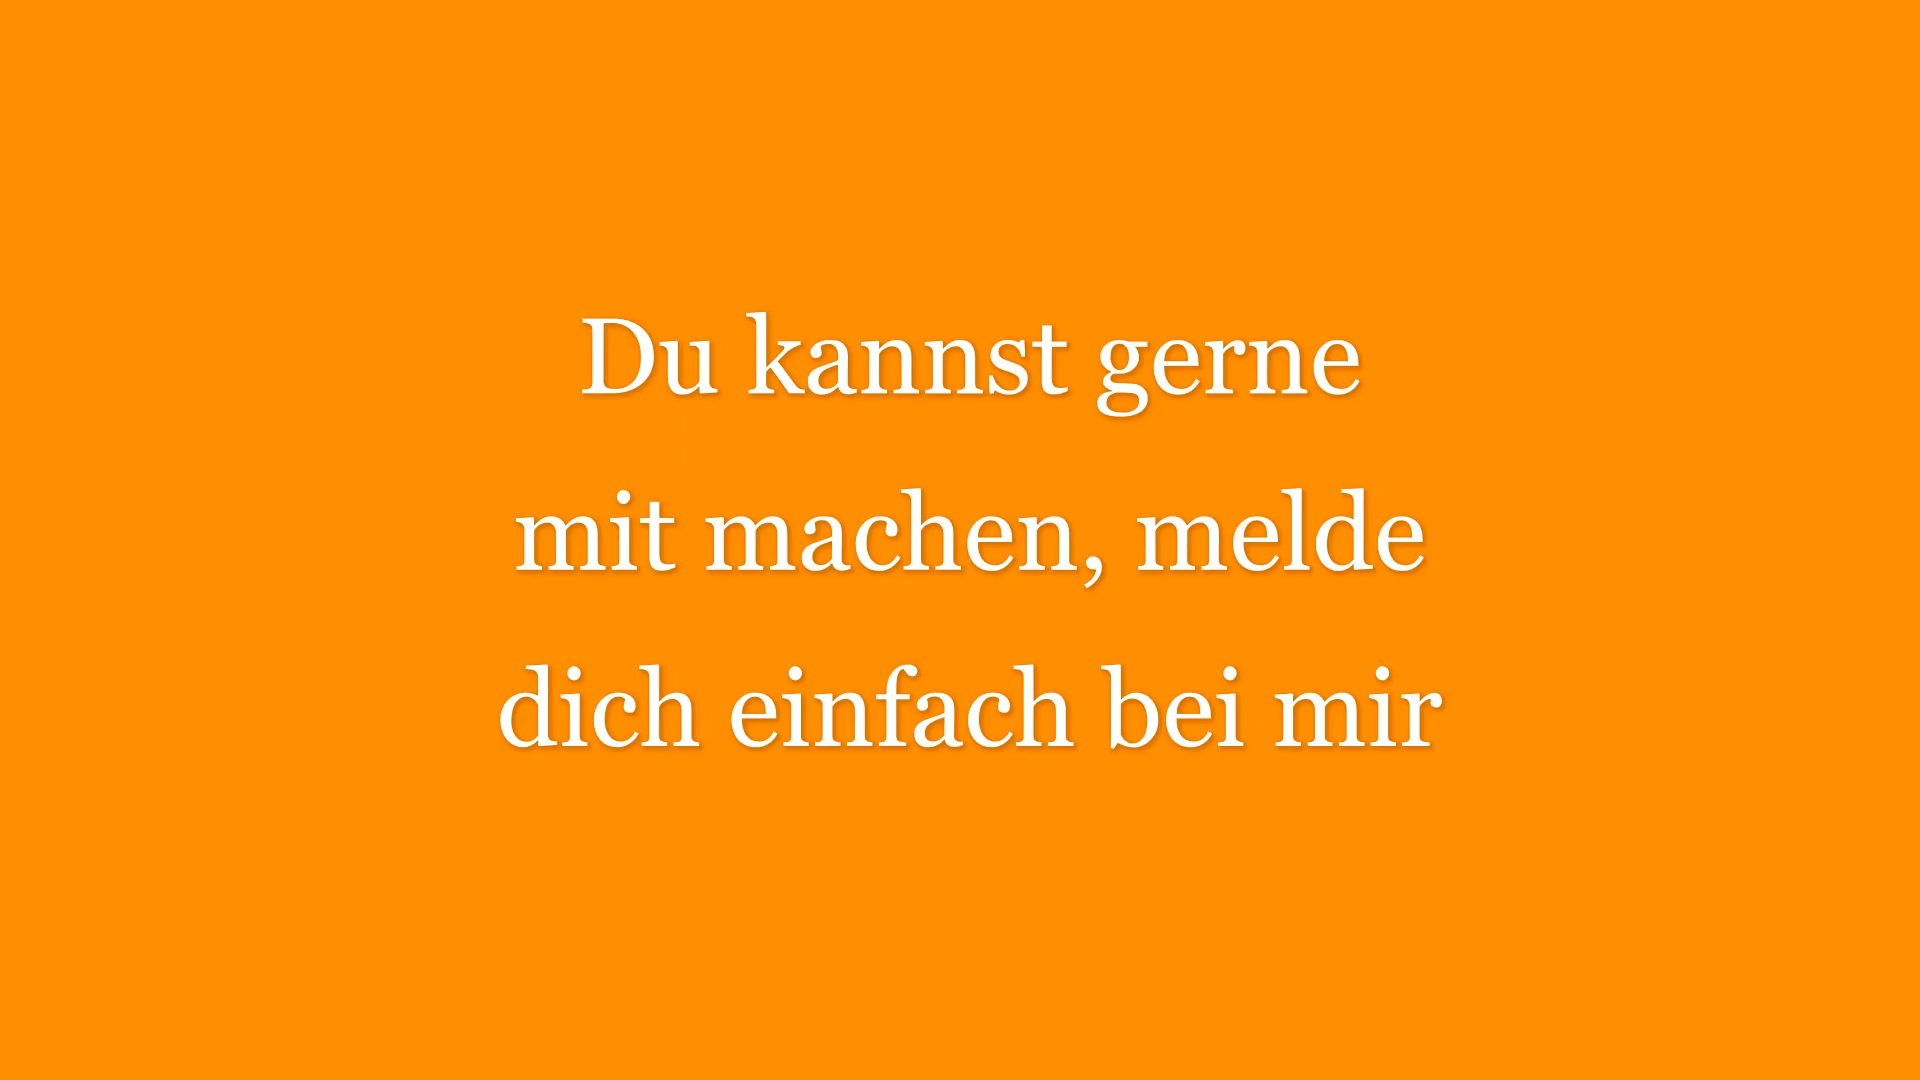 Du kannst gerne
mit machen, melde
dich einfach bei mir